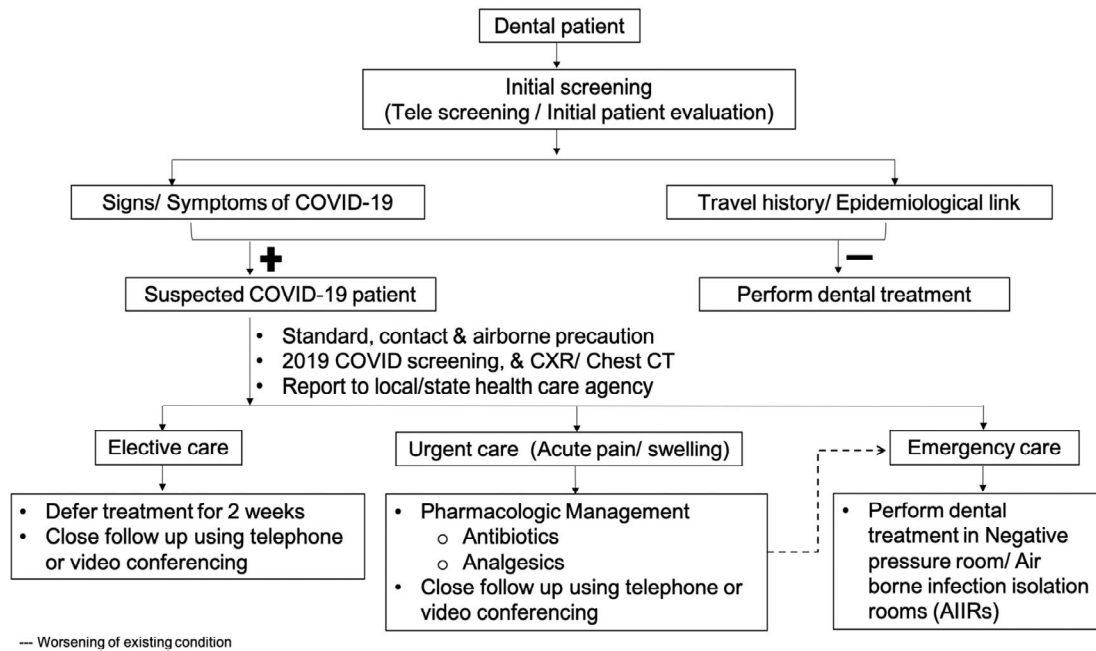 Dental patient
Initial screening
(Tele screening / Initial patient evaluation)
Signs/ Symptoms of COVID-19
Travel history/ Epidemiological link
+
−
Suspected COVID-19 patient
Perform dental treatment
• Standard, contact & airborne precaution
• 2019 COVID screening, & CXR/ Chest CT
• Report to local/state health care agency
Elective care
Urgent care (Acute pain/ swelling)
Emergency care
• Defer treatment for 2 weeks
• Close follow up using telephone
or video conferencing
• Pharmacologic Management
o Antibiotics
o Analgesics
• Close follow up using telephone or
video conferencing
• Perform dental
treatment in Negative
pressure room/ Air
borne infection isolation
rooms (AIIRs)
--- Worsening of existing condition